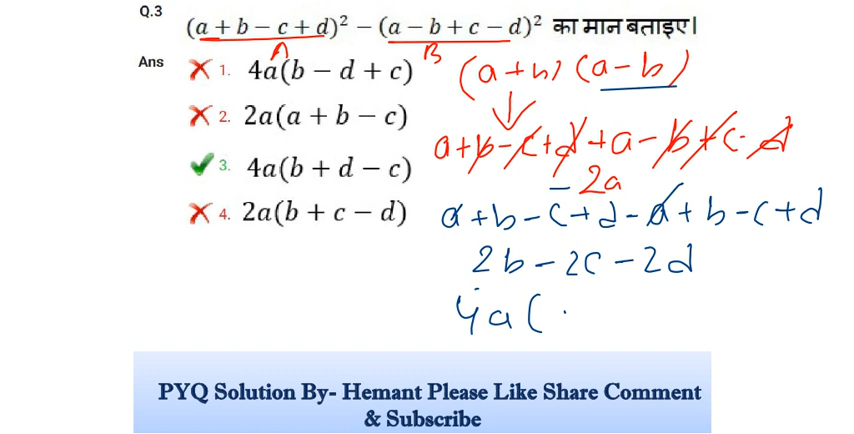 Q.3
(a + b − c + d)² − (a − b + c − d)² का मान बताइए।
A B
Ans
1. 4a(b − d + c)
(a+b) (a−b)
2. 2a(a + b − c)
a+b−c+d+a−b+c−d
3. 4a(b + d − c)
2a
4. 2a(b + c − d)
a+b−c+d−a+b−c+d
2b−2c−2d
4a(
PYQ Solution By- Hemant Please Like Share Comment
& Subscribe